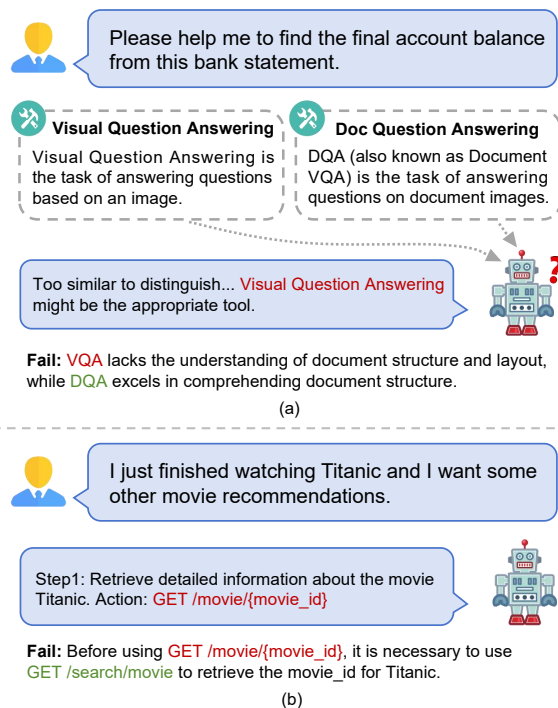 Please help me to find the final account balance
from this bank statement.
Visual Question Answering
Visual Question Answering is
the task of answering questions
based on an image.
Doc Question Answering
DQA (also known as Document
VQA) is the task of answering
questions on document images.
?
Too similar to distinguish... Visual Question Answering
might be the appropriate tool.
Fail: VQA lacks the understanding of document structure and layout,
while DQA excels in comprehending document structure.
(a)
I just finished watching Titanic and I want some
other movie recommendations.
Step1: Retrieve detailed information about the movie
Titanic. Action: GET /movie/{movie_id}
Fail: Before using GET /movie/{movie_id}, it is necessary to use
GET /search/movie to retrieve the movie_id for Titanic.
(b)